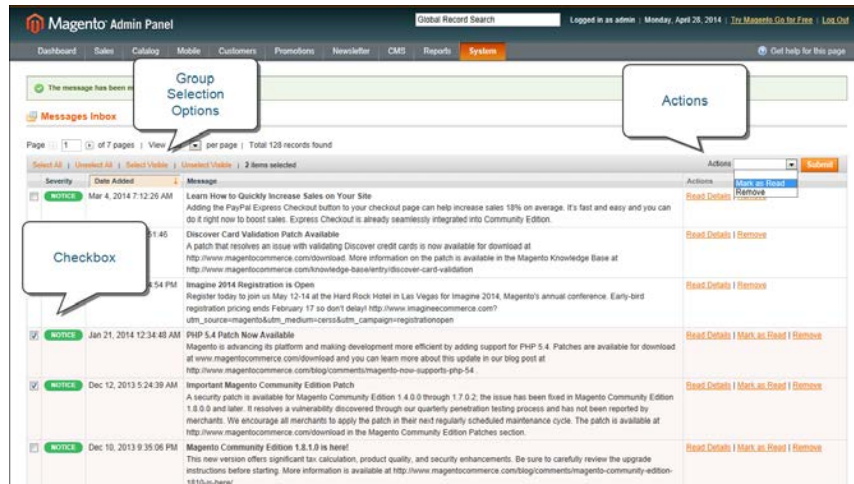 Magento Admin Panel
Global Record Search
Logged in as admin | Monday, April 28, 2014 | Try Magento Go for Free | Log Out
Dashboard Sales Catalog Mobile Customers Promotions Newsletter CMS Reports System
Get help for this page
The message has been
Group
Selection
Options
Actions
Messages Inbox
Page 1 of 7 pages | View per page | Total 128 records found
Select All | Unselect All | Select Visible | Unselect Visible | 2 items selected
Actions Submit
Mark as Read
Remove
Severity Date Added Message Actions
NOTICE Mar 4, 2014 7:12:26 AM Learn How to Quickly Increase Sales on Your Site
Read Details |
Adding the PayPal Express Checkout button to your checkout page can help increase sales 18% on average. It's fast and easy and you can
do it right now to boost sales. Express Checkout is already seamlessly integrated into Community Edition.
51:46 Discover Card Validation Patch Available
Read Details | Remove
A patch that resolves an issue with validating Discover credit cards is now available for download at
http://www.magentocommerce.com/download. More information on the patch is available in the Magento Knowledge Base at
http://www.magentocommerce.com/knowledge-base/entry/discover-card-validation
Checkbox
:54 PM Imagine 2014 Registration is Open
Read Details | Remove
Register today to join us May 12-14 at the Hard Rock Hotel in Las Vegas for Imagine 2014, Magento's annual conference. Early-bird
registration pricing ends February 17 so don't delay! http://www.imagineecommerce.com?
utm_source=magento&utm_medium=cerss&utm_campaign=registrationopen
NOTICE Jan 21, 2014 12:34:48 AM PHP 5.4 Patch Now Available
Read Details | Mark as Read | Remove
Magento is advancing its platform and making development more efficient by adding support for PHP 5.4. Patches are available for download
at www.magentocommerce.com/download and you can learn more about this update in our blog post at
http://www.magentocommerce.com/blog/comments/magento-now-supports-php-54 .
NOTICE Dec 12, 2013 5:24:39 AM Important Magento Community Edition Patch
Read Details | Mark as Read | Remove
A security patch is available for Magento Community Edition 1.4.0.0 through 1.7.0.2; the issue has been fixed in Magento Community Edition
1.8.0.0 and later. It resolves a vulnerability discovered through our quarterly penetration testing process and has not been reported by
merchants. We encourage all merchants to apply the patch in their next regularly scheduled maintenance cycle. The patch is available at
http://www.magentocommerce.com/download in the Magento Community Edition Patches section.
NOTICE Dec 10, 2013 9:35:06 PM Magento Community Edition 1.8.1.0 is here!
Read Details | Mark as Read | Remove
This new version offers significant tax calculation, product quality, and security enhancements. Be sure to carefully review the upgrade
instructions before starting. More information is available at http://www.magentocommerce.com/blog/comments/magento-community-edition-
1810-is-here/